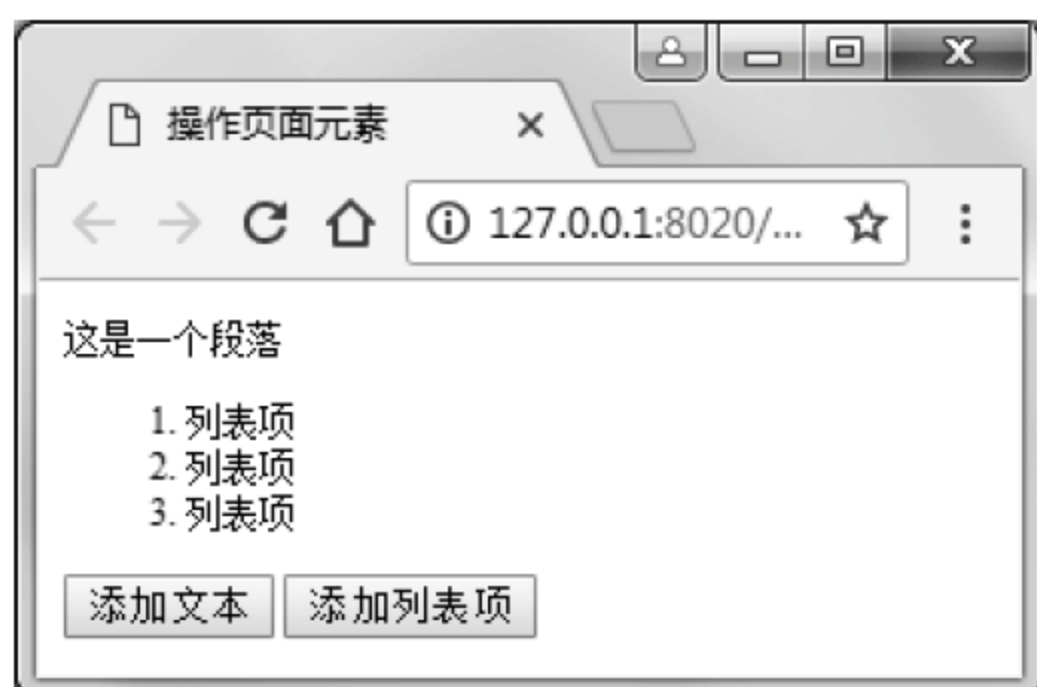 操作页面元素
127.0.0.1:8020/...
这是一个段落
1. 列表项
2. 列表项
3. 列表项
添加文本 添加列表项